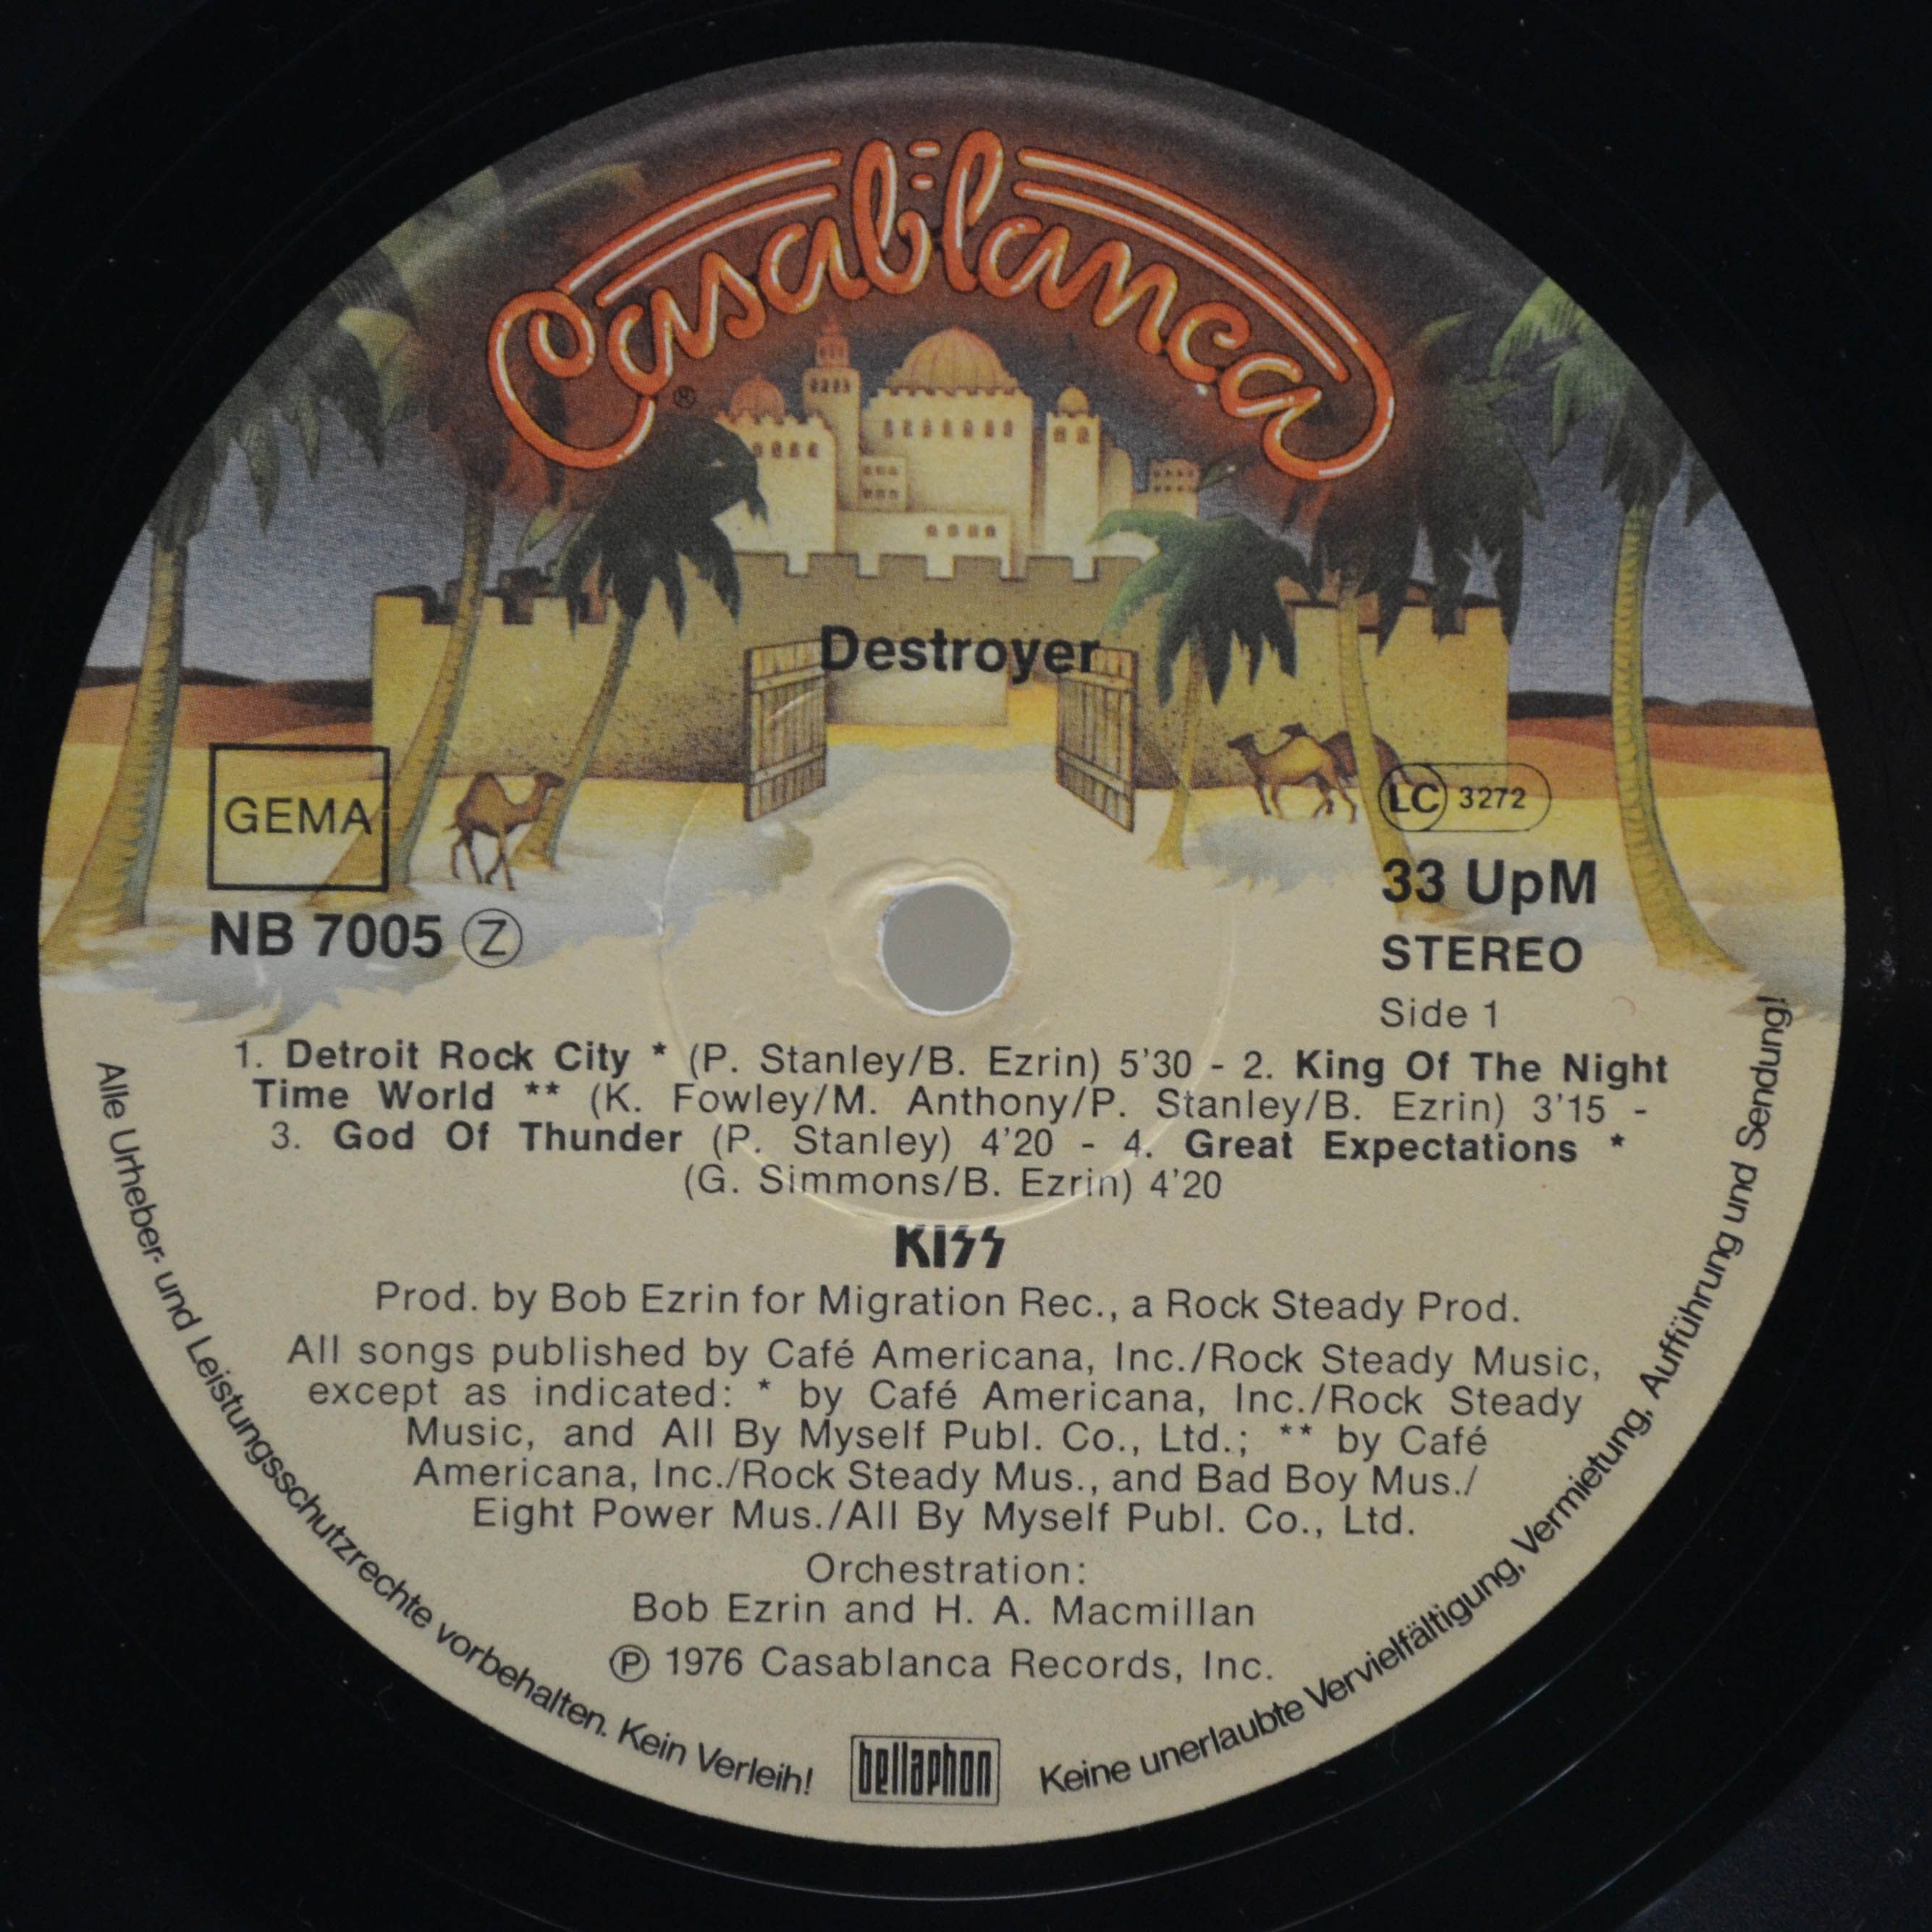 Casablanca
®
Destroyer
GEMA
LC 3272
NB 7005 Ⓩ
33 UpM
STEREO
Side 1
1. Detroit Rock City * (P. Stanley/B. Ezrin) 5'30 - 2. King Of The Night
Time World ** (K. Fowley/M. Anthony/P. Stanley/B. Ezrin) 3'15 -
3. God Of Thunder (P. Stanley) 4'20 - 4. Great Expectations *
(G. Simmons/B. Ezrin) 4'20
KISS
Prod. by Bob Ezrin for Migration Rec., a Rock Steady Prod.
All songs published by Café Americana, Inc./Rock Steady Music,
except as indicated: * by Café Americana, Inc./Rock Steady
Music, and All By Myself Publ. Co., Ltd.; ** by Café
Americana, Inc./Rock Steady Mus., and Bad Boy Mus./
Eight Power Mus./All By Myself Publ. Co., Ltd.
Orchestration:
Bob Ezrin and H. A. Macmillan
℗ 1976 Casablanca Records, Inc.
Alle Urheber- und Leistungsschutzrechte vorbehalten. Kein Verleih!
bellaphon
Keine unerlaubte Vervielfältigung, Vermietung, Aufführung und Sendung!